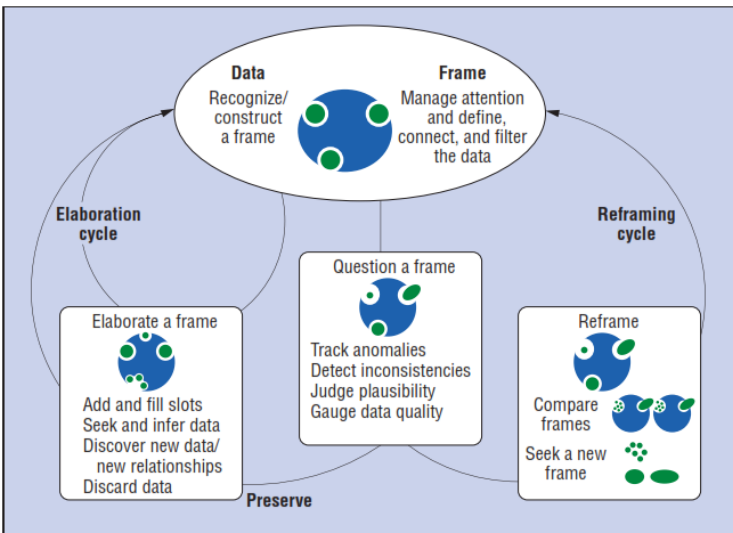 Data
Recognize/
construct
a frame
Frame
Manage attention
and define,
connect, and filter
the data
Elaboration
cycle
Reframing
cycle
Elaborate a frame
Add and fill slots
Seek and infer data
Discover new data/
new relationships
Discard data
Question a frame
Track anomalies
Detect inconsistencies
Judge plausibility
Gauge data quality
Reframe
Compare
frames
Seek a new
frame
Preserve